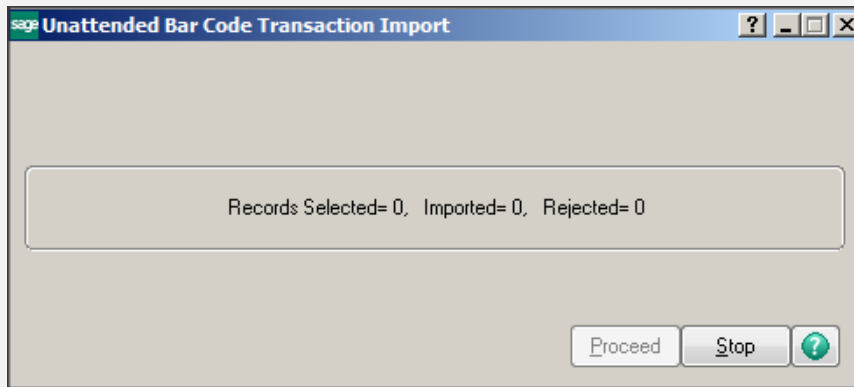 sage Unattended Bar Code Transaction Import ?
Records Selected= 0, Imported= 0, Rejected= 0
Proceed Stop ?